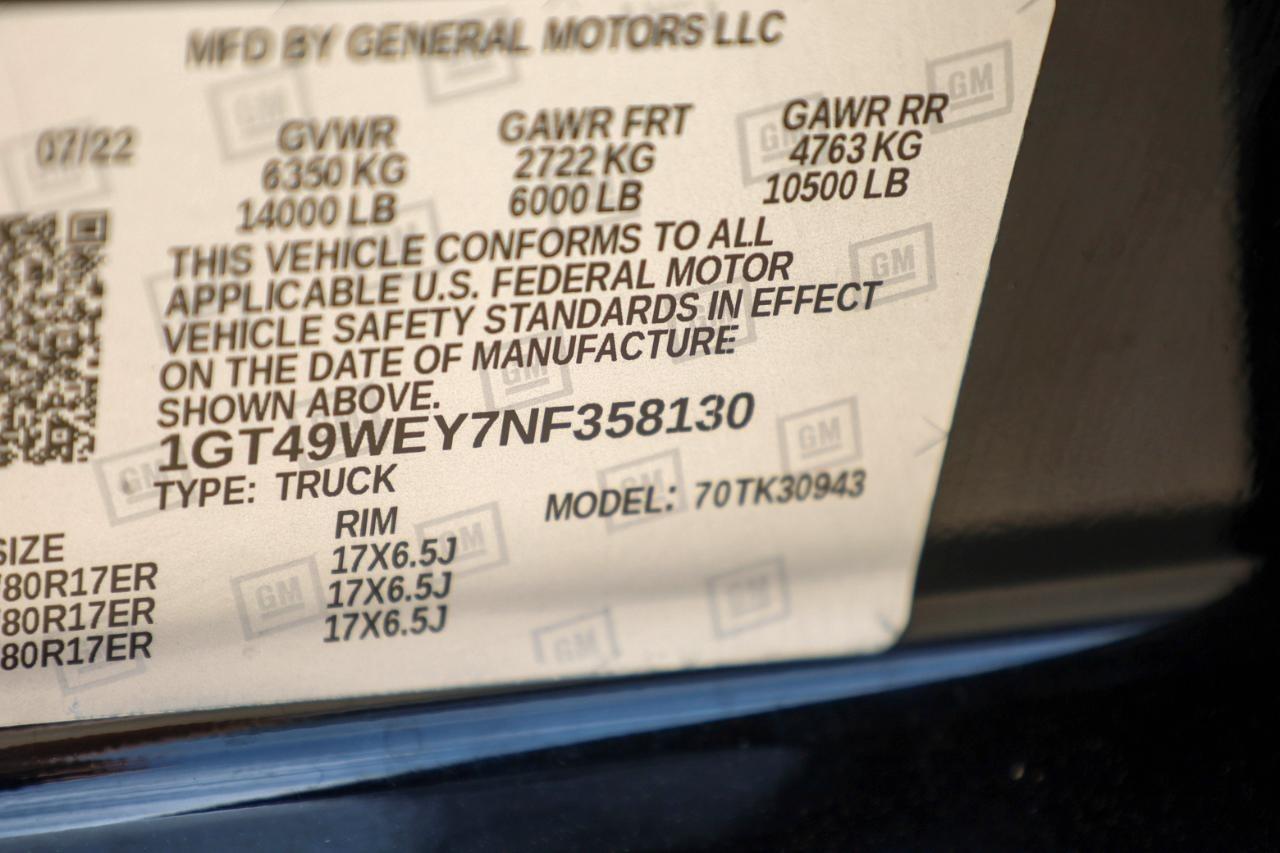 MFD BY GENERAL MOTORS LLC
07/22 GVWR GAWR FRT GAWR RR
6350 KG 2722 KG 4763 KG
14000 LB 6000 LB 10500 LB
THIS VEHICLE CONFORMS TO ALL
APPLICABLE U.S. FEDERAL MOTOR
VEHICLE SAFETY STANDARDS IN EFFECT
ON THE DATE OF MANUFACTURE
SHOWN ABOVE.
1GT49WEY7NF358130
TYPE: TRUCK MODEL: 70TK30943
SIZE RIM
/80R17ER 17X6.5J
/80R17ER 17X6.5J
80R17ER 17X6.5J